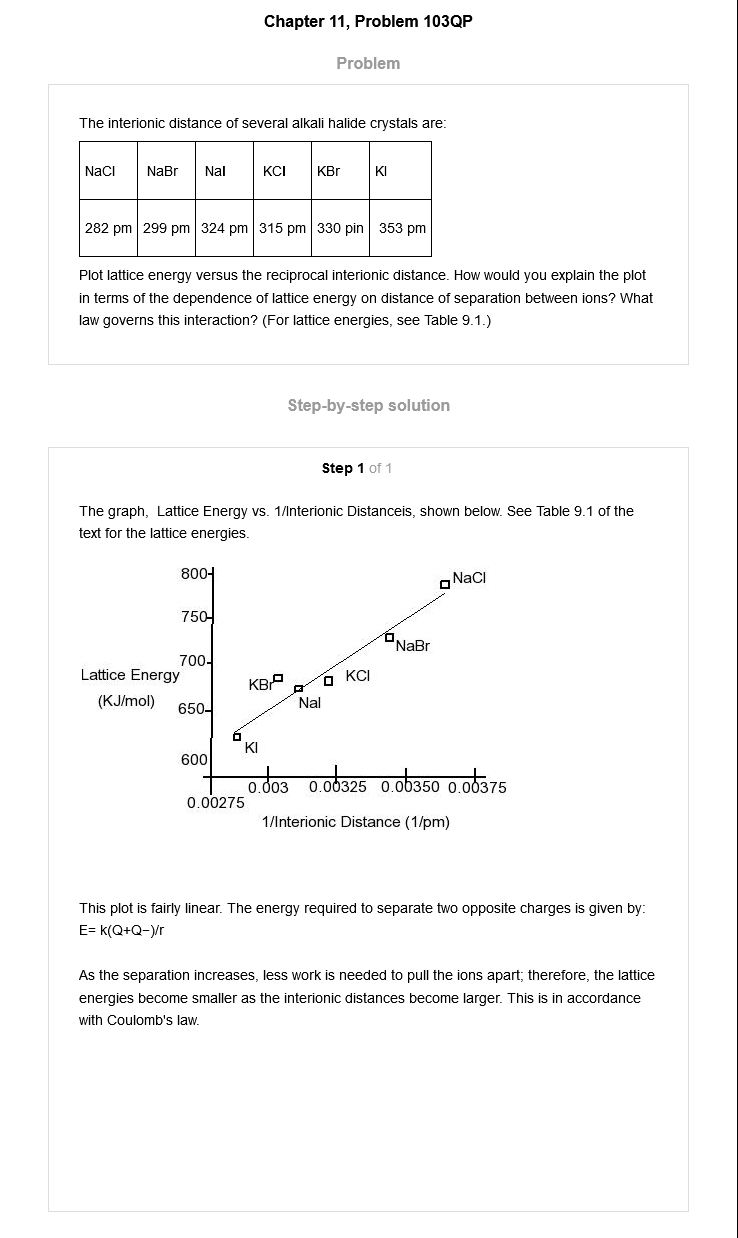 Chapter 11, Problem 103QP
Problem
The interionic distance of several alkali halide crystals are:
NaCl NaBr NaI KCl KBr KI
282 pm 299 pm 324 pm 315 pm 330 pin 353 pm
Plot lattice energy versus the reciprocal interionic distance. How would you explain the plot
in terms of the dependence of lattice energy on distance of separation between ions? What
law governs this interaction? (For lattice energies, see Table 9.1.)
Step-by-step solution
Step 1 of 1
The graph, Lattice Energy vs. 1/Interionic Distanceis, shown below. See Table 9.1 of the
text for the lattice energies.
800
NaCl
750
NaBr
700
Lattice Energy
KCl
KBr
(KJ/mol)
650
NaI
KI
600
0.003 0.00325 0.00350 0.00375
0.00275
1/Interionic Distance (1/pm)
This plot is fairly linear. The energy required to separate two opposite charges is given by:
E= k(Q+Q−)/r
As the separation increases, less work is needed to pull the ions apart; therefore, the lattice
energies become smaller as the interionic distances become larger. This is in accordance
with Coulomb's law.